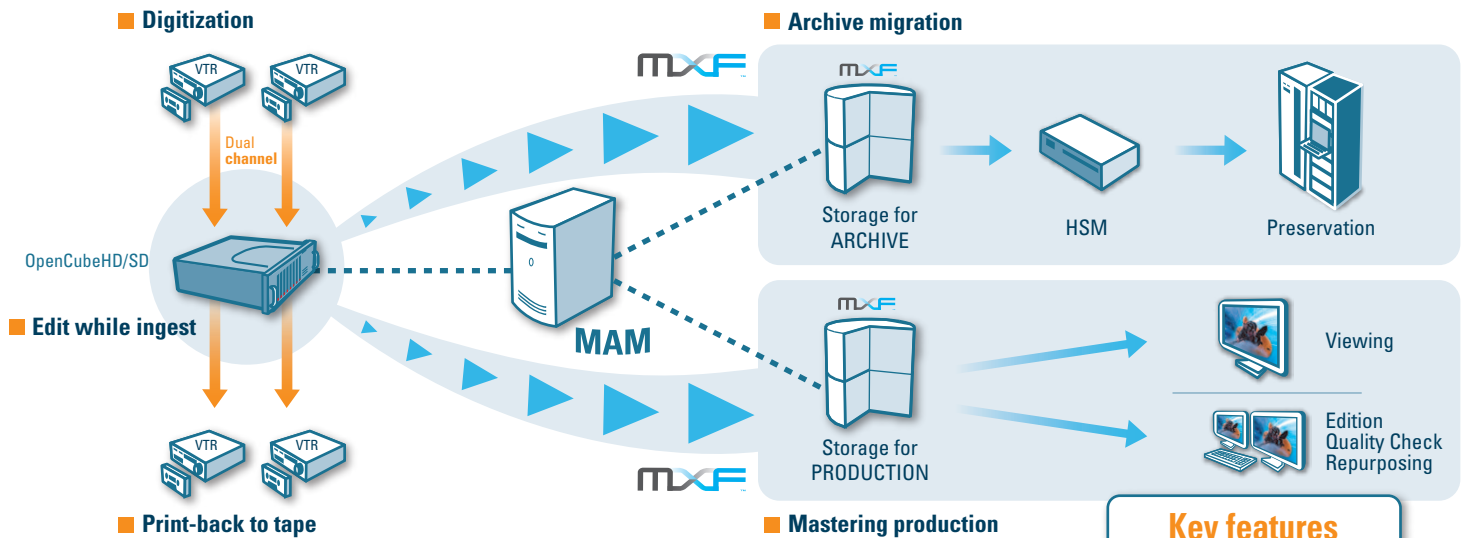 Digitization
VTR
VTR
Dual
channel
OpenCubeHD/SD
Edit while ingest
VTR
VTR
Print-back to tape
MXF
0
MAM
MXF
Archive migration
MXF
Storage for
ARCHIVE
HSM
Preservation
MXF
Storage for
PRODUCTION
Viewing
Edition
Quality Check
Repurposing
Mastering production
Key features